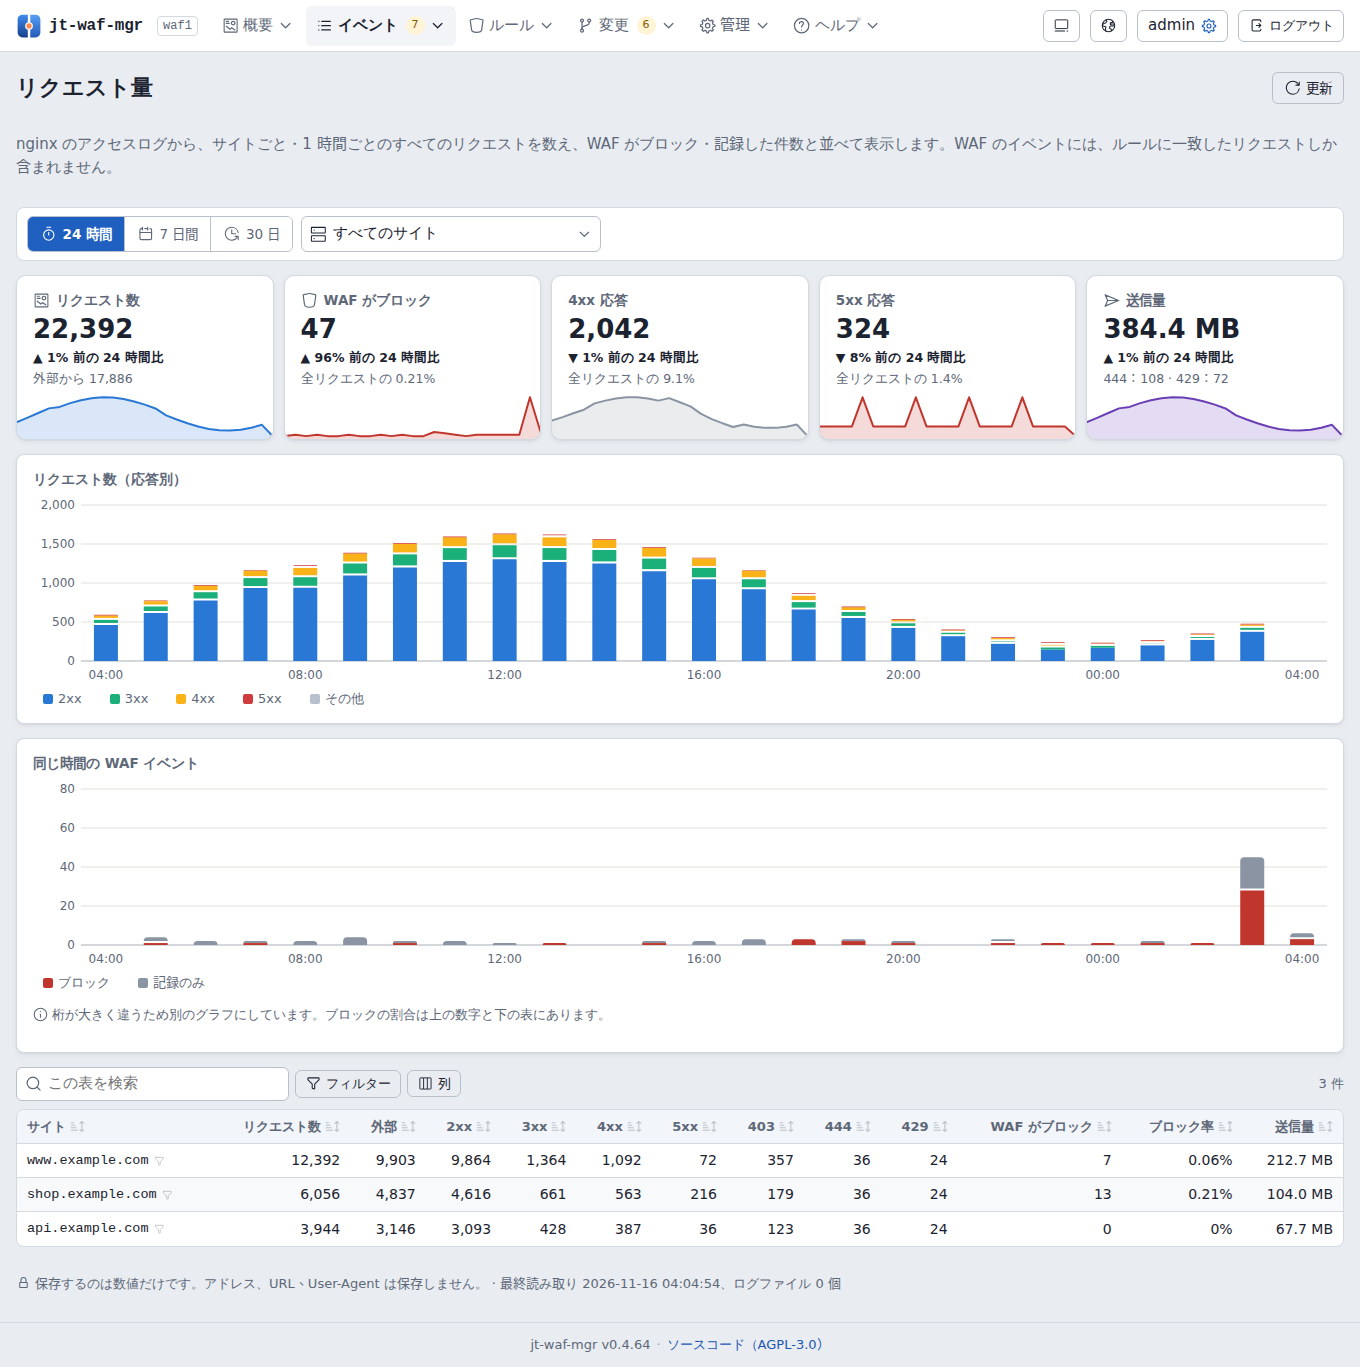 jt-waf-mgr waf1 概要 イベント 7 ルール 変更 6 管理 ヘルプ admin ログアウト
リクエスト量
更新
nginx のアクセスログから、サイトごと・1 時間ごとのすべてのリクエストを数え、WAF がブロック・記録した件数と並べて表示します。WAF のイベントには、ルールに一致したリクエストしか
含まれません。
24 時間 7 日間 30 日 すべてのサイト
リクエスト数
22,392
▲ 1% 前の 24 時間比
外部から 17,886
WAF がブロック
47
▲ 96% 前の 24 時間比
全リクエストの 0.21%
4xx 応答
2,042
▼ 1% 前の 24 時間比
全リクエストの 9.1%
5xx 応答
324
▼ 8% 前の 24 時間比
全リクエストの 1.4%
送信量
384.4 MB
▲ 1% 前の 24 時間比
444：108 · 429：72
リクエスト数（応答別）
2,000
1,500
1,000
500
0
04:00 08:00 12:00 16:00 20:00 00:00 04:00
2xx 3xx 4xx 5xx その他
同じ時間の WAF イベント
80
60
40
20
0
04:00 08:00 12:00 16:00 20:00 00:00 04:00
ブロック 記録のみ
桁が大きく違うため別のグラフにしています。ブロックの割合は上の数字と下の表にあります。
この表を検索 フィルター 列 3 件
サイト リクエスト数 外部 2xx 3xx 4xx 5xx 403 444 429 WAF がブロック ブロック率 送信量
www.example.com 12,392 9,903 9,864 1,364 1,092 72 357 36 24 7 0.06% 212.7 MB
shop.example.com 6,056 4,837 4,616 661 563 216 179 36 24 13 0.21% 104.0 MB
api.example.com 3,944 3,146 3,093 428 387 36 123 36 24 0 0% 67.7 MB
保存するのは数値だけです。アドレス、URL、User-Agent は保存しません。 · 最終読み取り 2026-11-16 04:04:54、ログファイル 0 個
jt-waf-mgr v0.4.64 · ソースコード（AGPL-3.0）